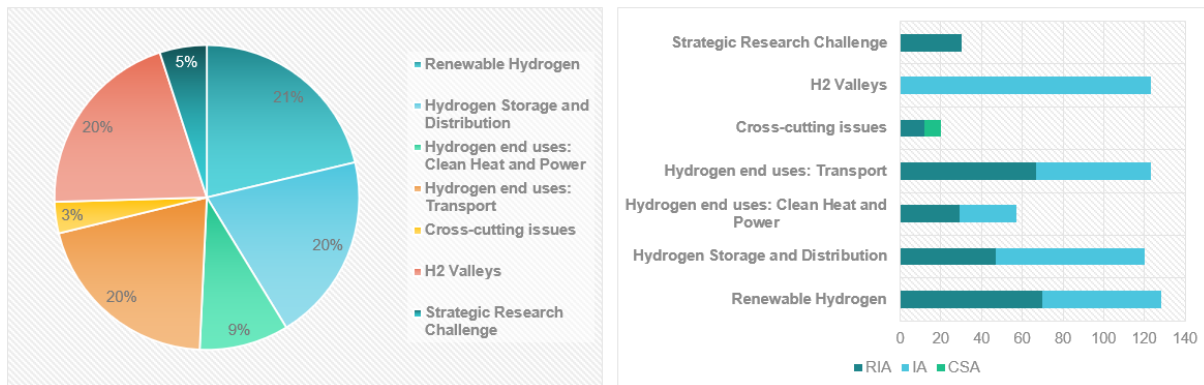 5%
21%
20%
20%
3%
20%
9%
Renewable Hydrogen
Hydrogen Storage and
Distribution
Hydrogen end uses:
Clean Heat and Power
Hydrogen end uses:
Transport
Cross-cutting issues
H2 Valleys
Strategic Research
Challenge
Strategic Research Challenge
H2 Valleys
Cross-cutting issues
Hydrogen end uses: Transport
Hydrogen end uses: Clean Heat and
Power
Hydrogen Storage and Distribution
Renewable Hydrogen
0 20 40 60 80 100 120 140
RIA IA CSA